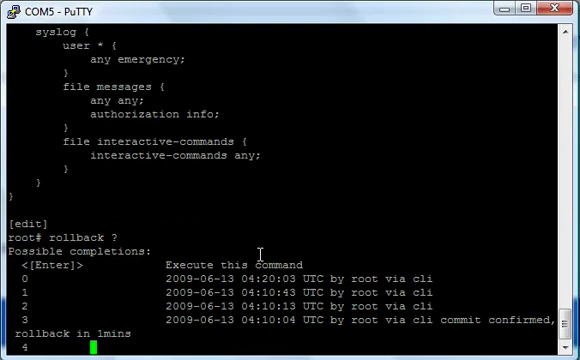 COM5 - PuTTY
syslog {
user * {
any emergency;
}
file messages {
any any;
authorization info;
}
file interactive-commands {
interactive-commands any;
}
}
}
[edit]
root# rollback ?
Possible completions:
<[Enter]> Execute this command
0 2009-06-13 04:20:03 UTC by root via cli
1 2009-06-13 04:10:43 UTC by root via cli
2 2009-06-13 04:10:13 UTC by root via cli
3 2009-06-13 04:10:04 UTC by root via cli commit confirmed,
rollback in 1mins
4